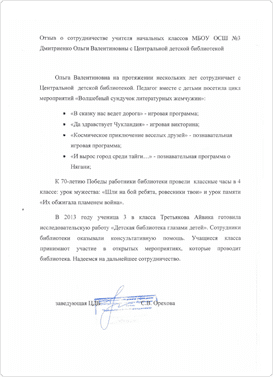 Отзыв о сотрудничестве учителя начальных классов МБОУ ОСШ №3
Дмитриенко Ольги Валентиновны с Центральной детской библиотекой
Ольга Валентиновна на протяжении нескольких лет сотрудничает с
Центральной детской библиотекой. Педагог вместе с детьми посетила цикл
мероприятий «Волшебный сундучок литературных жемчужин»:
«В сказку нас ведет дорога» - игровая программа;
«Да здравствует Чукландия» - игровая викторина;
«Космическое приключение веселых друзей» - познавательная
игровая программа;
«И вырос город среди тайги…» - познавательная программа о
Нягани;
К 70-летию Победы работники библиотеки провели классные часы в 4
классе: урок мужества: «Шли на бой ребята, ровесники твои» и урок памяти
«Их обжигала пламенем война».
В 2013 году ученица 3 в класса Третьякова Айвина готовила
исследовательскую работу «Детская библиотека глазами детей». Сотрудники
библиотеки оказывали консультативную помощь. Учащиеся класса
принимают участие в открытых мероприятиях, которые проводит
библиотека. Надеемся на дальнейшее сотрудничество.
заведующая ЦДБ С.В. Орехова